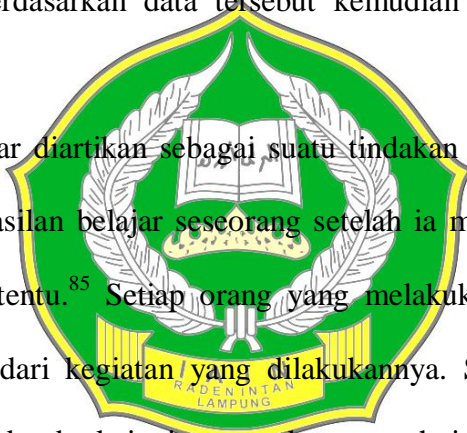 erdasarkan data tersebut kemudian
ar diartikan sebagai suatu tindakan
asilan belajar seseorang setelah ia m
tentu.⁸⁵ Setiap orang yang melakuk
dari kegiatan yang dilakukannya. S
I A I N
RADEN INTAN
LAMPUNG